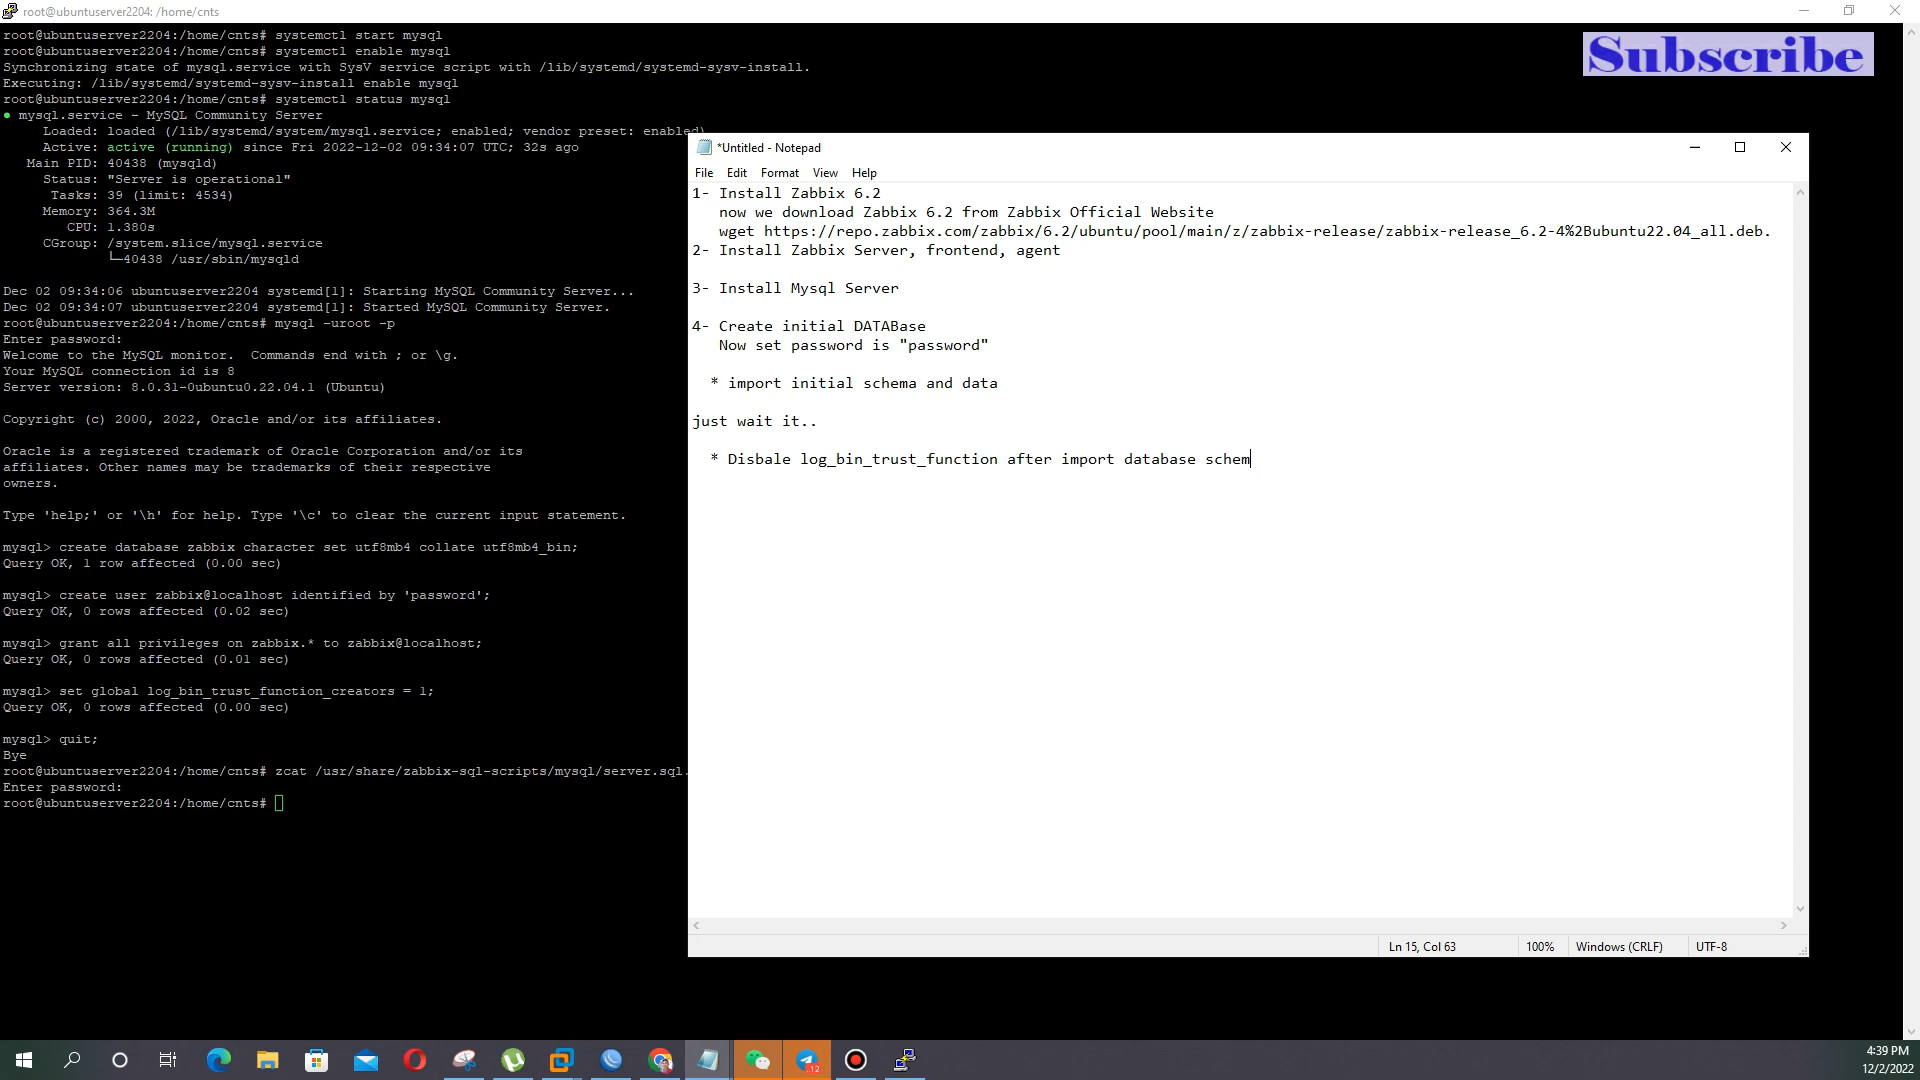 root@ubuntuserver2204: /home/cnts
root@ubuntuserver2204:/home/cnts# systemctl start mysql
root@ubuntuserver2204:/home/cnts# systemctl enable mysql
Synchronizing state of mysql.service with SysV service script with /lib/systemd/systemd-sysv-install.
Executing: /lib/systemd/systemd-sysv-install enable mysql
root@ubuntuserver2204:/home/cnts# systemctl status mysql
● mysql.service - MySQL Community Server
Loaded: loaded (/lib/systemd/system/mysql.service; enabled; vendor preset: enabled)
Active: active (running) since Fri 2022-12-02 09:34:07 UTC; 32s ago
Main PID: 40438 (mysqld)
Status: "Server is operational"
Tasks: 39 (limit: 4534)
Memory: 364.3M
CPU: 1.380s
CGroup: /system.slice/mysql.service
└─40438 /usr/sbin/mysqld
Dec 02 09:34:06 ubuntuserver2204 systemd[1]: Starting MySQL Community Server...
Dec 02 09:34:07 ubuntuserver2204 systemd[1]: Started MySQL Community Server.
root@ubuntuserver2204:/home/cnts# mysql -uroot -p
Enter password:
Welcome to the MySQL monitor.  Commands end with ; or \g.
Your MySQL connection id is 8
Server version: 8.0.31-0ubuntu0.22.04.1 (Ubuntu)
Copyright (c) 2000, 2022, Oracle and/or its affiliates.
Oracle is a registered trademark of Oracle Corporation and/or its
affiliates. Other names may be trademarks of their respective
owners.
Type 'help;' or '\h' for help. Type '\c' to clear the current input statement.
mysql> create database zabbix character set utf8mb4 collate utf8mb4_bin;
Query OK, 1 row affected (0.00 sec)
mysql> create user zabbix@localhost identified by 'password';
Query OK, 0 rows affected (0.02 sec)
mysql> grant all privileges on zabbix.* to zabbix@localhost;
Query OK, 0 rows affected (0.01 sec)
mysql> set global log_bin_trust_function_creators = 1;
Query OK, 0 rows affected (0.00 sec)
mysql> quit;
Bye
root@ubuntuserver2204:/home/cnts# zcat /usr/share/zabbix-sql-scripts/mysql/server.sql.
Enter password:
root@ubuntuserver2204:/home/cnts#
Subscribe
*Untitled - Notepad
File Edit Format View Help
1- Install Zabbix 6.2
now we download Zabbix 6.2 from Zabbix Official Website
wget https://repo.zabbix.com/zabbix/6.2/ubuntu/pool/main/z/zabbix-release/zabbix-release_6.2-4%2Bubuntu22.04_all.deb.
2- Install Zabbix Server, frontend, agent
3- Install Mysql Server
4- Create initial DATABase
Now set password is "password"
* import initial schema and data
just wait it..
* Disbale log_bin_trust_function after import database schem
Ln 15, Col 63 100% Windows (CRLF) UTF-8
12
4:39 PM
12/2/2022